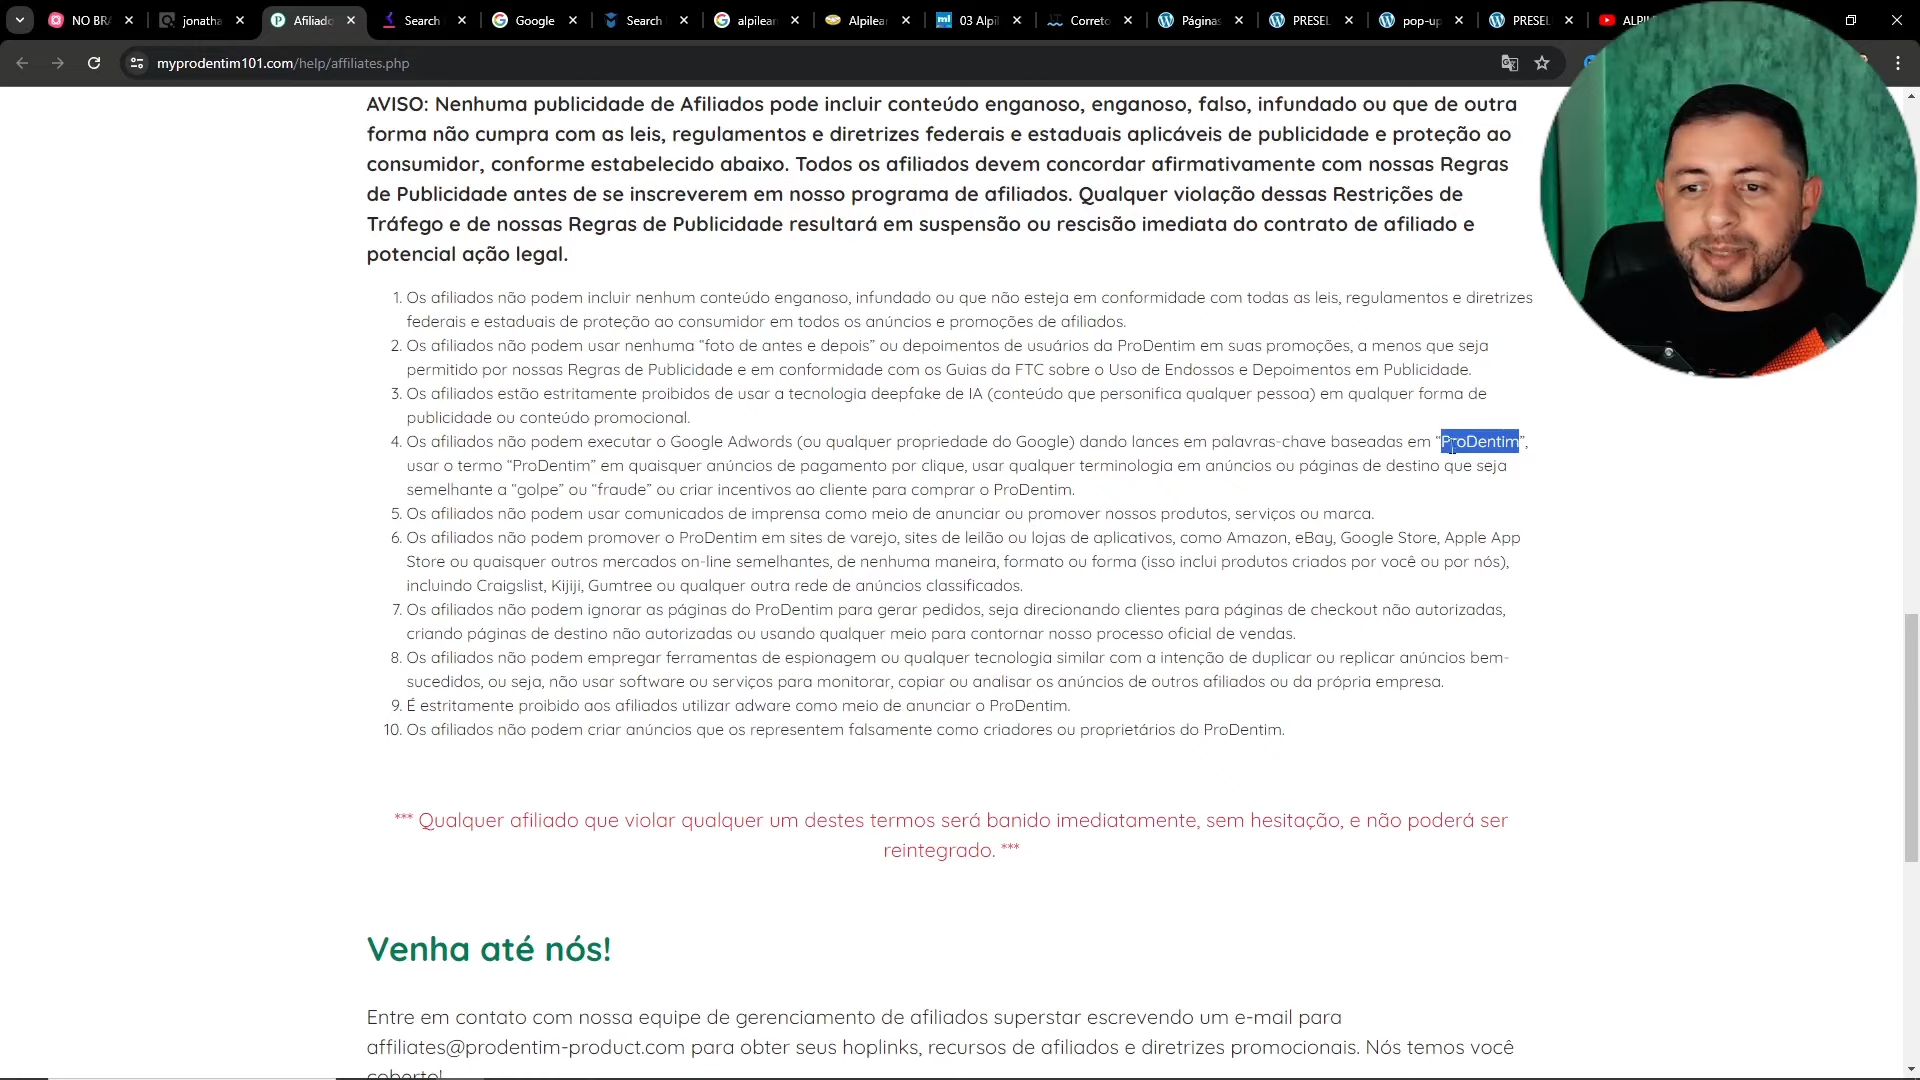 NO BRA
jonatha
Afiliado
Search
Google
Search
alpilear
Alpilea
03 Alpi
Correto
Página
PRESEL
pop-up
PRESEL
myprodentim101.com/help/affiliates.php
AVISO: Nenhuma publicidade de Afiliados pode incluir conteúdo enganoso, enganoso, falso, infundado ou que de outra
forma não cumpra com as leis, regulamentos e diretrizes federais e estaduais aplicáveis de publicidade e proteção ao
consumidor, conforme estabelecido abaixo. Todos os afiliados devem concordar afirmativamente com nossas Regras
de Publicidade antes de se inscreverem em nosso programa de afiliados. Qualquer violação dessas Restrições de
Tráfego e de nossas Regras de Publicidade resultará em suspensão ou rescisão imediata do contrato de afiliado e
potencial ação legal.
1. Os afiliados não podem incluir nenhum conteúdo enganoso, infundado ou que não esteja em conformidade com todas as leis, regulamentos e diretrizes
federais e estaduais de proteção ao consumidor em todos os anúncios e promoções de afiliados.
2. Os afiliados não podem usar nenhuma “foto de antes e depois” ou depoimentos de usuários da ProDentim em suas promoções, a menos que seja
permitido por nossas Regras de Publicidade e em conformidade com os Guias da FTC sobre o Uso de Endossos e Depoimentos em Publicidade.
3. Os afiliados estão estritamente proibidos de usar a tecnologia deepfake de IA (conteúdo que personifica qualquer pessoa) em qualquer forma de
publicidade ou conteúdo promocional.
4. Os afiliados não podem executar o Google Adwords (ou qualquer propriedade do Google) dando lances em palavras-chave baseadas em “ProDentim”,
usar o termo “ProDentim” em quaisquer anúncios de pagamento por clique, usar qualquer terminologia em anúncios ou páginas de destino que seja
semelhante a “golpe” ou “fraude” ou criar incentivos ao cliente para comprar o ProDentim.
5. Os afiliados não podem usar comunicados de imprensa como meio de anunciar ou promover nossos produtos, serviços ou marca.
6. Os afiliados não podem promover o ProDentim em sites de varejo, sites de leilão ou lojas de aplicativos, como Amazon, eBay, Google Store, Apple App
Store ou quaisquer outros mercados on-line semelhantes, de nenhuma maneira, formato ou forma (isso inclui produtos criados por você ou por nós),
incluindo Craigslist, Kijiji, Gumtree ou qualquer outra rede de anúncios classificados.
7. Os afiliados não podem ignorar as páginas do ProDentim para gerar pedidos, seja direcionando clientes para páginas de checkout não autorizadas,
criando páginas de destino não autorizadas ou usando qualquer meio para contornar nosso processo oficial de vendas.
8. Os afiliados não podem empregar ferramentas de espionagem ou qualquer tecnologia similar com a intenção de duplicar ou replicar anúncios bem-
sucedidos, ou seja, não usar software ou serviços para monitorar, copiar ou analisar os anúncios de outros afiliados ou da própria empresa.
9. É estritamente proibido aos afiliados utilizar adware como meio de anunciar o ProDentim.
10. Os afiliados não podem criar anúncios que os representem falsamente como criadores ou proprietários do ProDentim.
*** Qualquer afiliado que violar qualquer um destes termos será banido imediatamente, sem hesitação, e não poderá ser
reintegrado. ***
Venha até nós!
Entre em contato com nossa equipe de gerenciamento de afiliados superstar escrevendo um e-mail para
affiliates@prodentim-product.com para obter seus hoplinks, recursos de afiliados e diretrizes promocionais. Nós temos você
coberto!